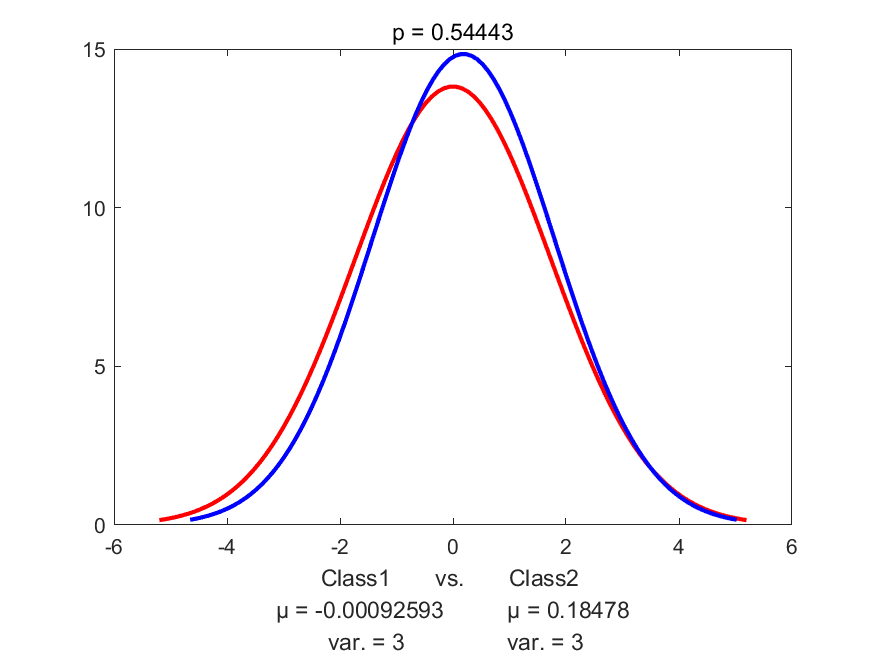 p = 0.54443
15
10
5
0
-6 -4 -2 0 2 4 6
Class1 vs. Class2
μ = -0.00092593 μ = 0.18478
var. = 3 var. = 3